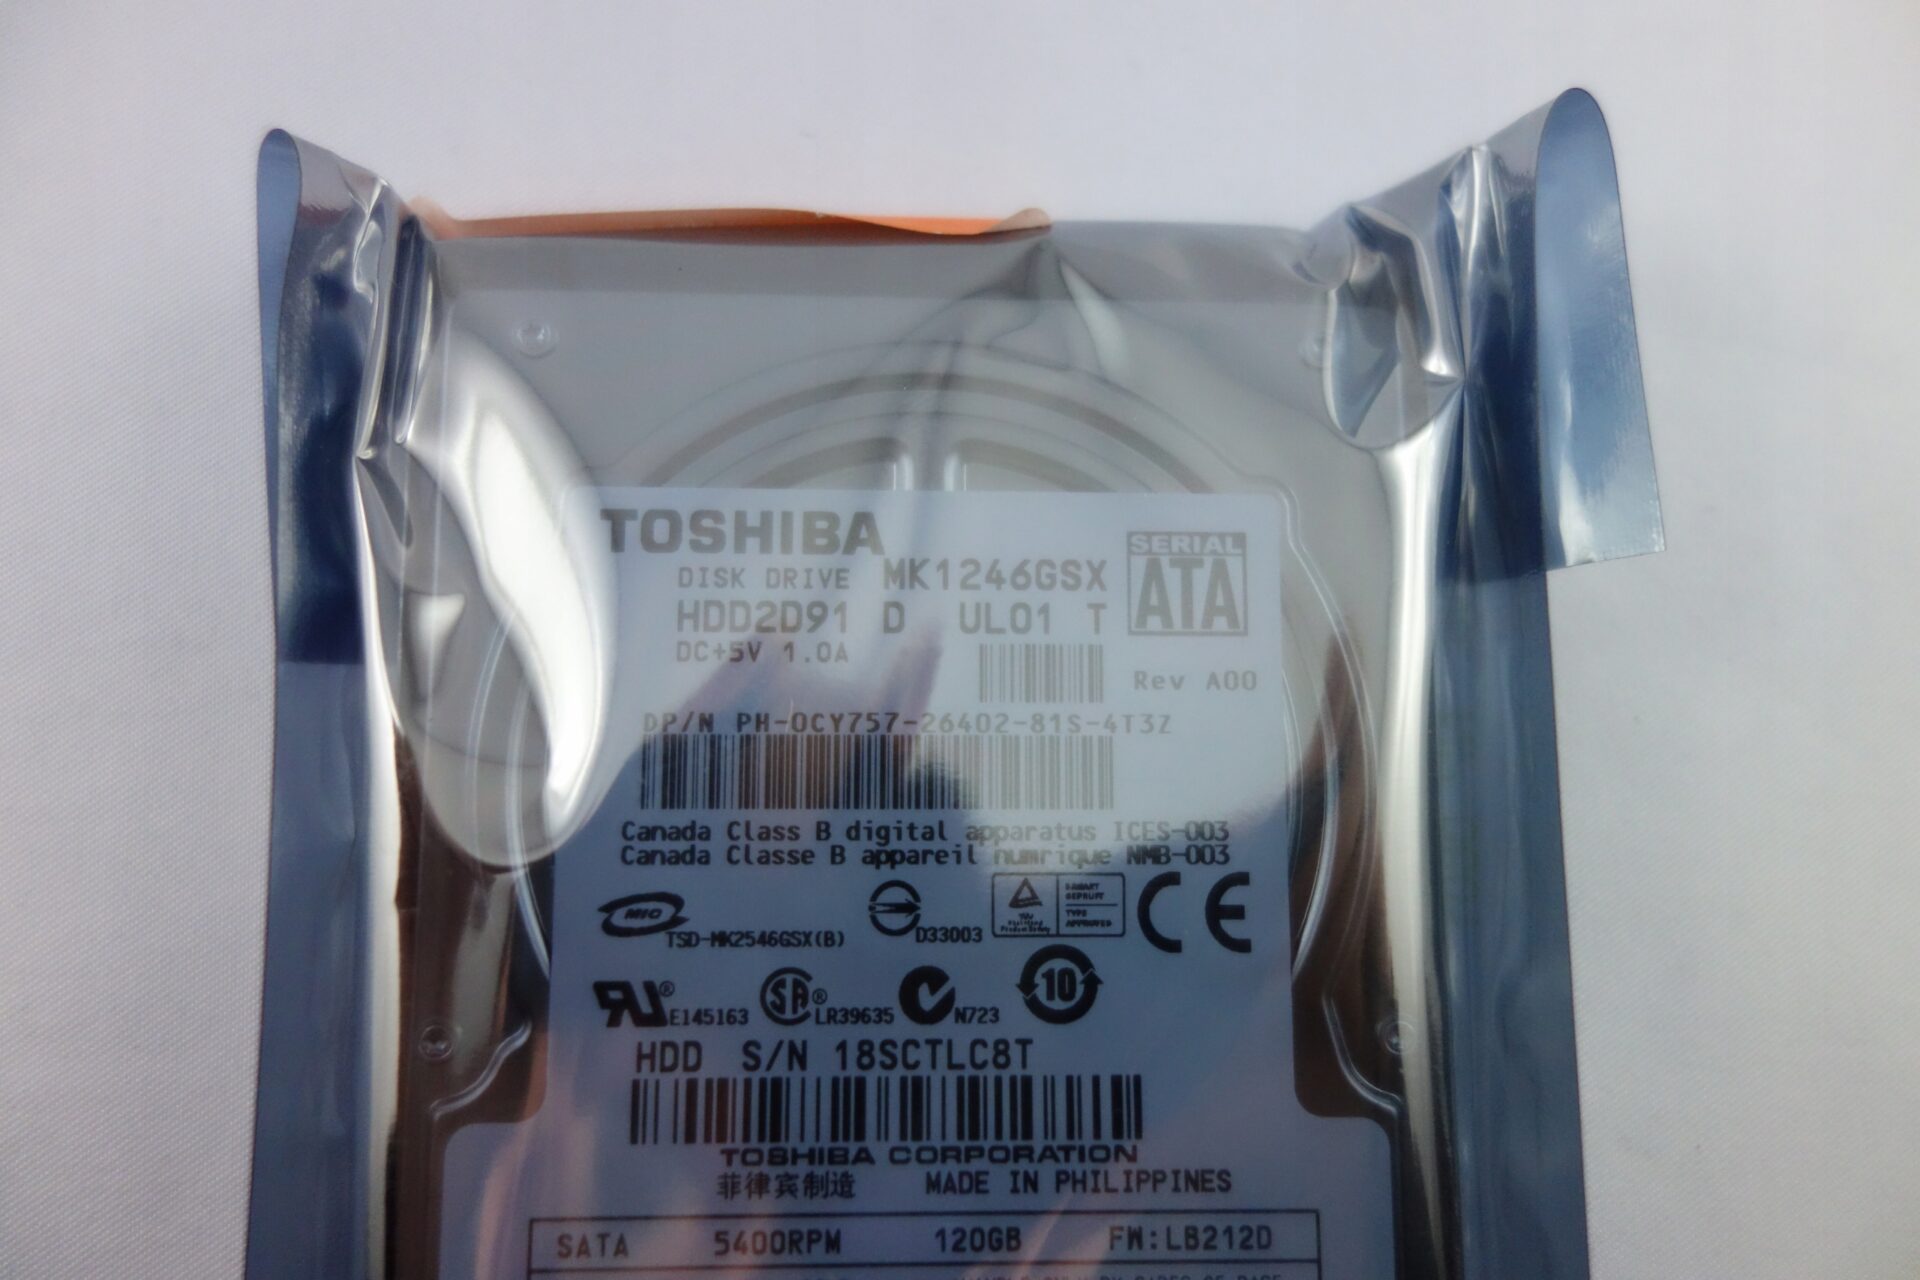 TOSHIBA
SERIAL
ATA
DISK DRIVE MK1246GSX
HDD2D91 D UL01 T
DC+5V 1.0A
Rev A00
DP/N PH-0CY757-26402-81S-4T3Z
Canada Class B digital apparatus ICES-003
Canada Classe B appareil numrique NMB-003
MIC
TSD-MK2546GSX(B)
D33003
TYPE
APPROVED
CE
E145163
LR39635
N723
10
HDD S/N 18SCTLC8T
TOSHIBA CORPORATION
菲律宾制造 MADE IN PHILIPPINES
SATA 5400RPM 120GB FW:LB212D